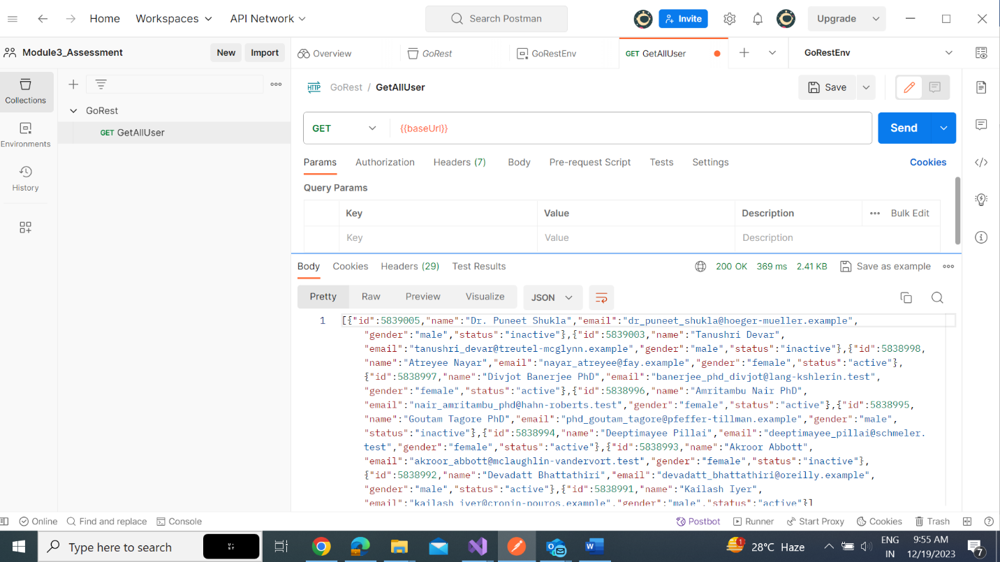 Home Workspaces API Network Search Postman Invite Upgrade
Module3_Assessment New Import Overview GoRest GoRestEnv GET GetAllUser GoRestEnv
Collections
GoRest
GET GetAllUser
Environments
History
HTTP GoRest / GetAllUser Save
GET {{baseUrl}} Send
Params Authorization Headers (7) Body Pre-request Script Tests Settings Cookies
Query Params
Key Value Description Bulk Edit
Key Value Description
Body Cookies Headers (29) Test Results 200 OK 369 ms 2.41 KB Save as example
Pretty Raw Preview Visualize JSON
1 [{"id":5839005,"name":"Dr. Puneet Shukla","email":"dr_puneet_shukla@hoeger-mueller.example",
"gender":"male","status":"inactive"},{"id":5839003,"name":"Tanushri Devar",
"email":"tanushri_devar@treutel-mcglynn.example","gender":"male","status":"inactive"},{"id":5838998,
"name":"Atreyee Nayar","email":"nayar_atreyee@fay.example","gender":"female","status":"active"},
{"id":5838997,"name":"Divjot Banerjee PhD","email":"banerjee_phd_divjot@lang-kshlerin.test",
"gender":"female","status":"active"},{"id":5838996,"name":"Amritambu Nair PhD",
"email":"nair_amritambu_phd@hahn-roberts.test","gender":"female","status":"active"},{"id":5838995,
"name":"Goutam Tagore PhD","email":"phd_goutam_tagore@pfeffer-tillman.example","gender":"male",
"status":"inactive"},{"id":5838994,"name":"Deeptimayee Pillai","email":"deeptimayee_pillai@schmeler.
test","gender":"female","status":"active"},{"id":5838993,"name":"Akroor Abbott",
"email":"akroor_abbott@mclaughlin-vandervort.test","gender":"female","status":"inactive"},
{"id":5838992,"name":"Devadatt Bhattathiri","email":"devadatt_bhattathiri@oreilly.example",
"gender":"male","status":"active"},{"id":5838991,"name":"Kailash Iyer",
"email":"kailash_iyer@cronin-pouros.example","gender":"male","status":"active"}]
Online Find and replace Console Postbot Runner Start Proxy Cookies Trash
Type here to search 1 28°C Haze ENG 9:55 AM
IN 12/19/2023 7